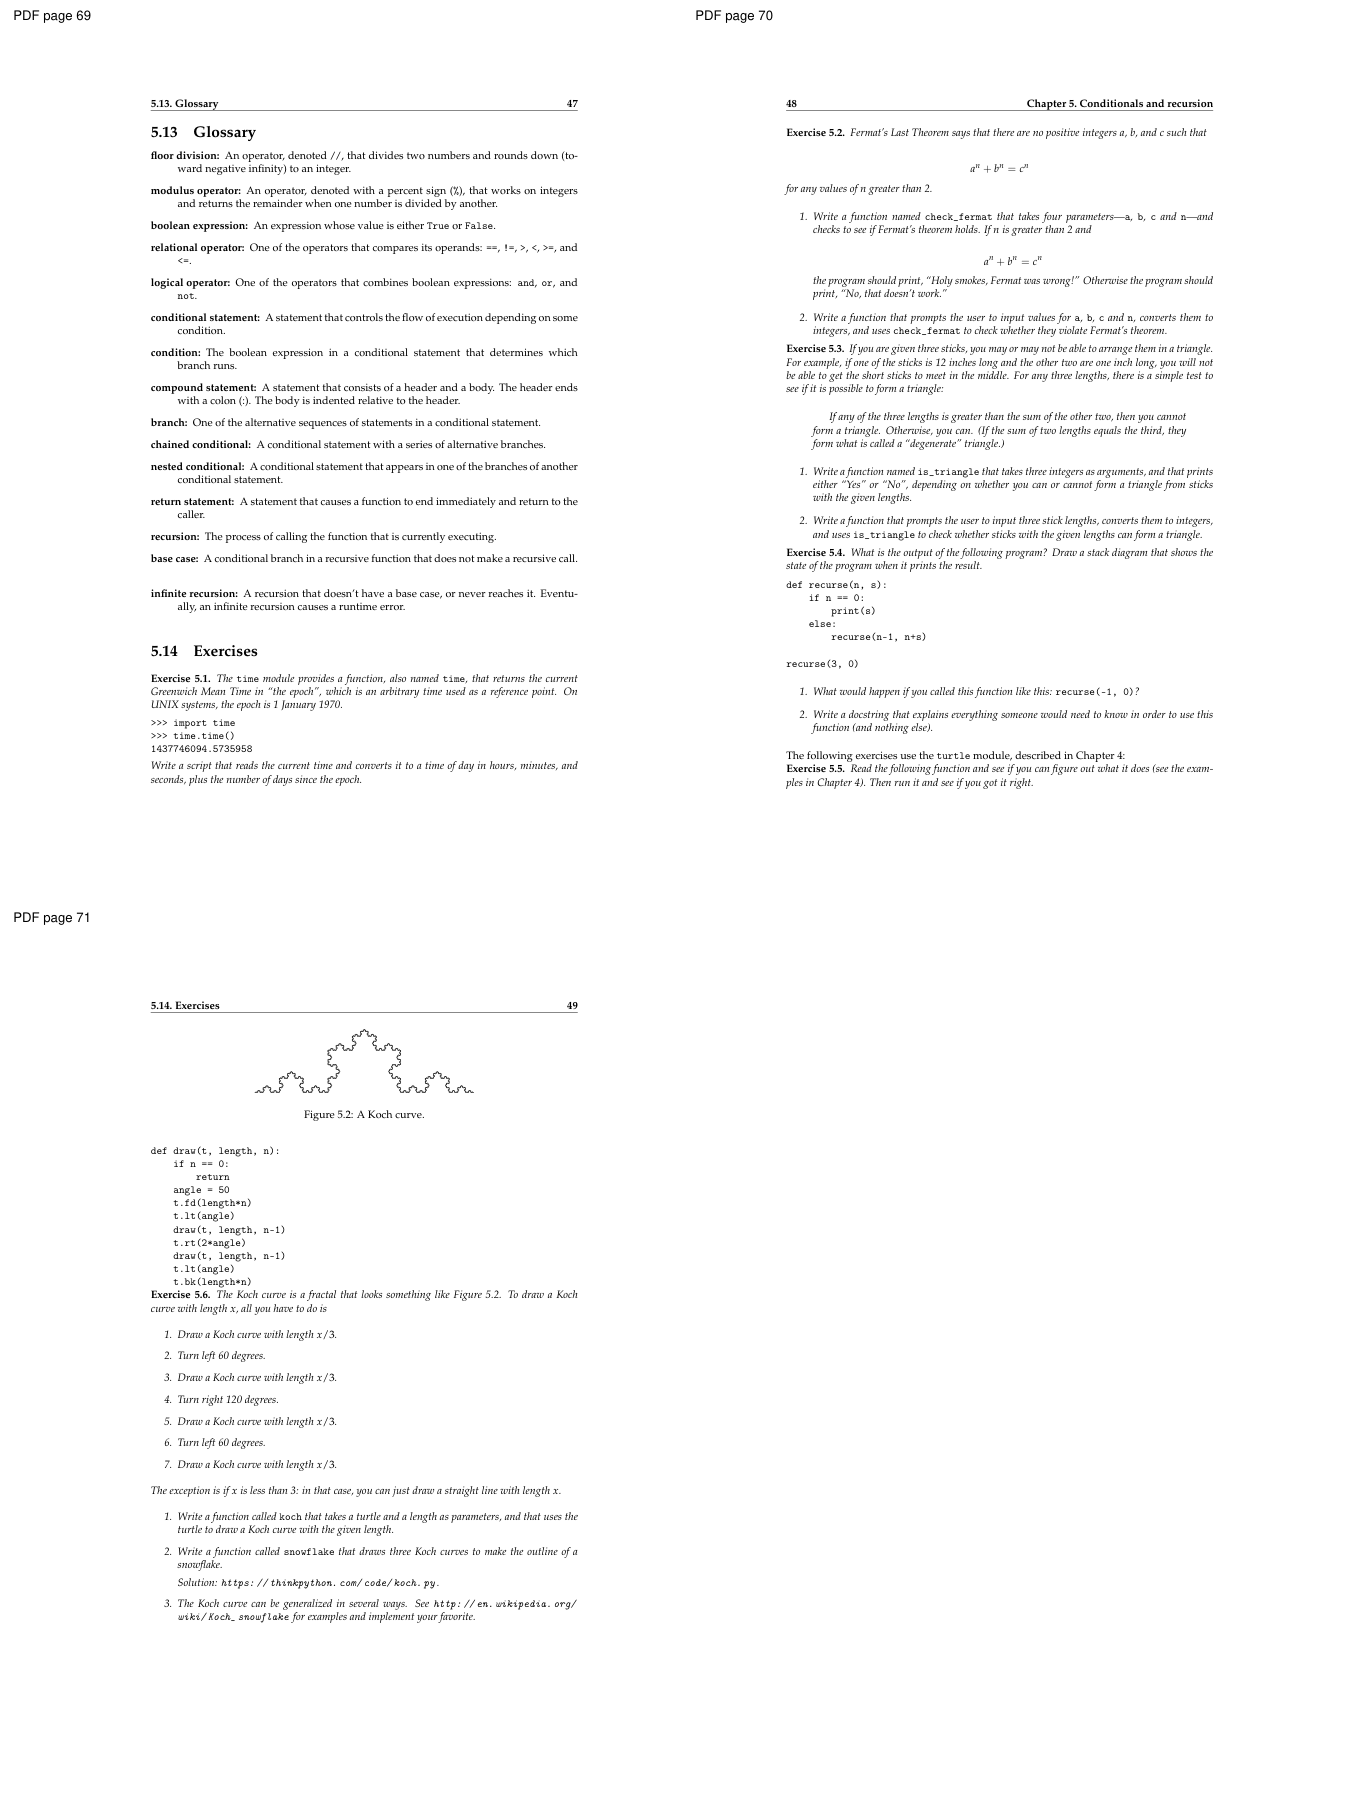 PDF page 69
5.13. Glossary 47
5.13 Glossary
floor division: An operator, denoted //, that divides two numbers and rounds down (to-
ward negative infinity) to an integer.
modulus operator: An operator, denoted with a percent sign (%), that works on integers
and returns the remainder when one number is divided by another.
boolean expression: An expression whose value is either True or False.
relational operator: One of the operators that compares its operands: ==, !=, >, <, >=, and
<=.
logical operator: One of the operators that combines boolean expressions: and, or, and
not.
conditional statement: A statement that controls the flow of execution depending on some
condition.
condition: The boolean expression in a conditional statement that determines which
branch runs.
compound statement: A statement that consists of a header and a body. The header ends
with a colon (:). The body is indented relative to the header.
branch: One of the alternative sequences of statements in a conditional statement.
chained conditional: A conditional statement with a series of alternative branches.
nested conditional: A conditional statement that appears in one of the branches of another
conditional statement.
return statement: A statement that causes a function to end immediately and return to the
caller.
recursion: The process of calling the function that is currently executing.
base case: A conditional branch in a recursive function that does not make a recursive call.
infinite recursion: A recursion that doesn't have a base case, or never reaches it. Eventu-
ally, an infinite recursion causes a runtime error.
5.14 Exercises
Exercise 5.1. The time module provides a function, also named time, that returns the current
Greenwich Mean Time in “the epoch”, which is an arbitrary time used as a reference point. On
UNIX systems, the epoch is 1 January 1970.
>>> import time
>>> time.time()
1437746094.5735958
Write a script that reads the current time and converts it to a time of day in hours, minutes, and
seconds, plus the number of days since the epoch.
PDF page 70
48 Chapter 5. Conditionals and recursion
Exercise 5.2. Fermat's Last Theorem says that there are no positive integers a, b, and c such that
aⁿ + bⁿ = cⁿ
for any values of n greater than 2.
1. Write a function named check_fermat that takes four parameters—a, b, c and n—and
checks to see if Fermat's theorem holds. If n is greater than 2 and
aⁿ + bⁿ = cⁿ
the program should print, “Holy smokes, Fermat was wrong!” Otherwise the program should
print, “No, that doesn't work.”
2. Write a function that prompts the user to input values for a, b, c and n, converts them to
integers, and uses check_fermat to check whether they violate Fermat's theorem.
Exercise 5.3. If you are given three sticks, you may or may not be able to arrange them in a triangle.
For example, if one of the sticks is 12 inches long and the other two are one inch long, you will not
be able to get the short sticks to meet in the middle. For any three lengths, there is a simple test to
see if it is possible to form a triangle:
If any of the three lengths is greater than the sum of the other two, then you cannot
form a triangle. Otherwise, you can. (If the sum of two lengths equals the third, they
form what is called a “degenerate” triangle.)
1. Write a function named is_triangle that takes three integers as arguments, and that prints
either “Yes” or “No”, depending on whether you can or cannot form a triangle from sticks
with the given lengths.
2. Write a function that prompts the user to input three stick lengths, converts them to integers,
and uses is_triangle to check whether sticks with the given lengths can form a triangle.
Exercise 5.4. What is the output of the following program? Draw a stack diagram that shows the
state of the program when it prints the result.
def recurse(n, s):
    if n == 0:
        print(s)
    else:
        recurse(n-1, n+s)
recurse(3, 0)
1. What would happen if you called this function like this: recurse(-1, 0)?
2. Write a docstring that explains everything someone would need to know in order to use this
function (and nothing else).
The following exercises use the turtle module, described in Chapter 4:
Exercise 5.5. Read the following function and see if you can figure out what it does (see the exam-
ples in Chapter 4). Then run it and see if you got it right.
PDF page 71
5.14. Exercises 49
Figure 5.2: A Koch curve.
def draw(t, length, n):
    if n == 0:
        return
    angle = 50
    t.fd(length*n)
    t.lt(angle)
    draw(t, length, n-1)
    t.rt(2*angle)
    draw(t, length, n-1)
    t.lt(angle)
    t.bk(length*n)
Exercise 5.6. The Koch curve is a fractal that looks something like Figure 5.2. To draw a Koch
curve with length x, all you have to do is
1. Draw a Koch curve with length x/3.
2. Turn left 60 degrees.
3. Draw a Koch curve with length x/3.
4. Turn right 120 degrees.
5. Draw a Koch curve with length x/3.
6. Turn left 60 degrees.
7. Draw a Koch curve with length x/3.
The exception is if x is less than 3: in that case, you can just draw a straight line with length x.
1. Write a function called koch that takes a turtle and a length as parameters, and that uses the
turtle to draw a Koch curve with the given length.
2. Write a function called snowflake that draws three Koch curves to make the outline of a
snowflake.
Solution: https: // thinkpython. com/ code/ koch. py .
3. The Koch curve can be generalized in several ways. See http: // en. wikipedia. org/
wiki/ Koch_ snowflake for examples and implement your favorite.